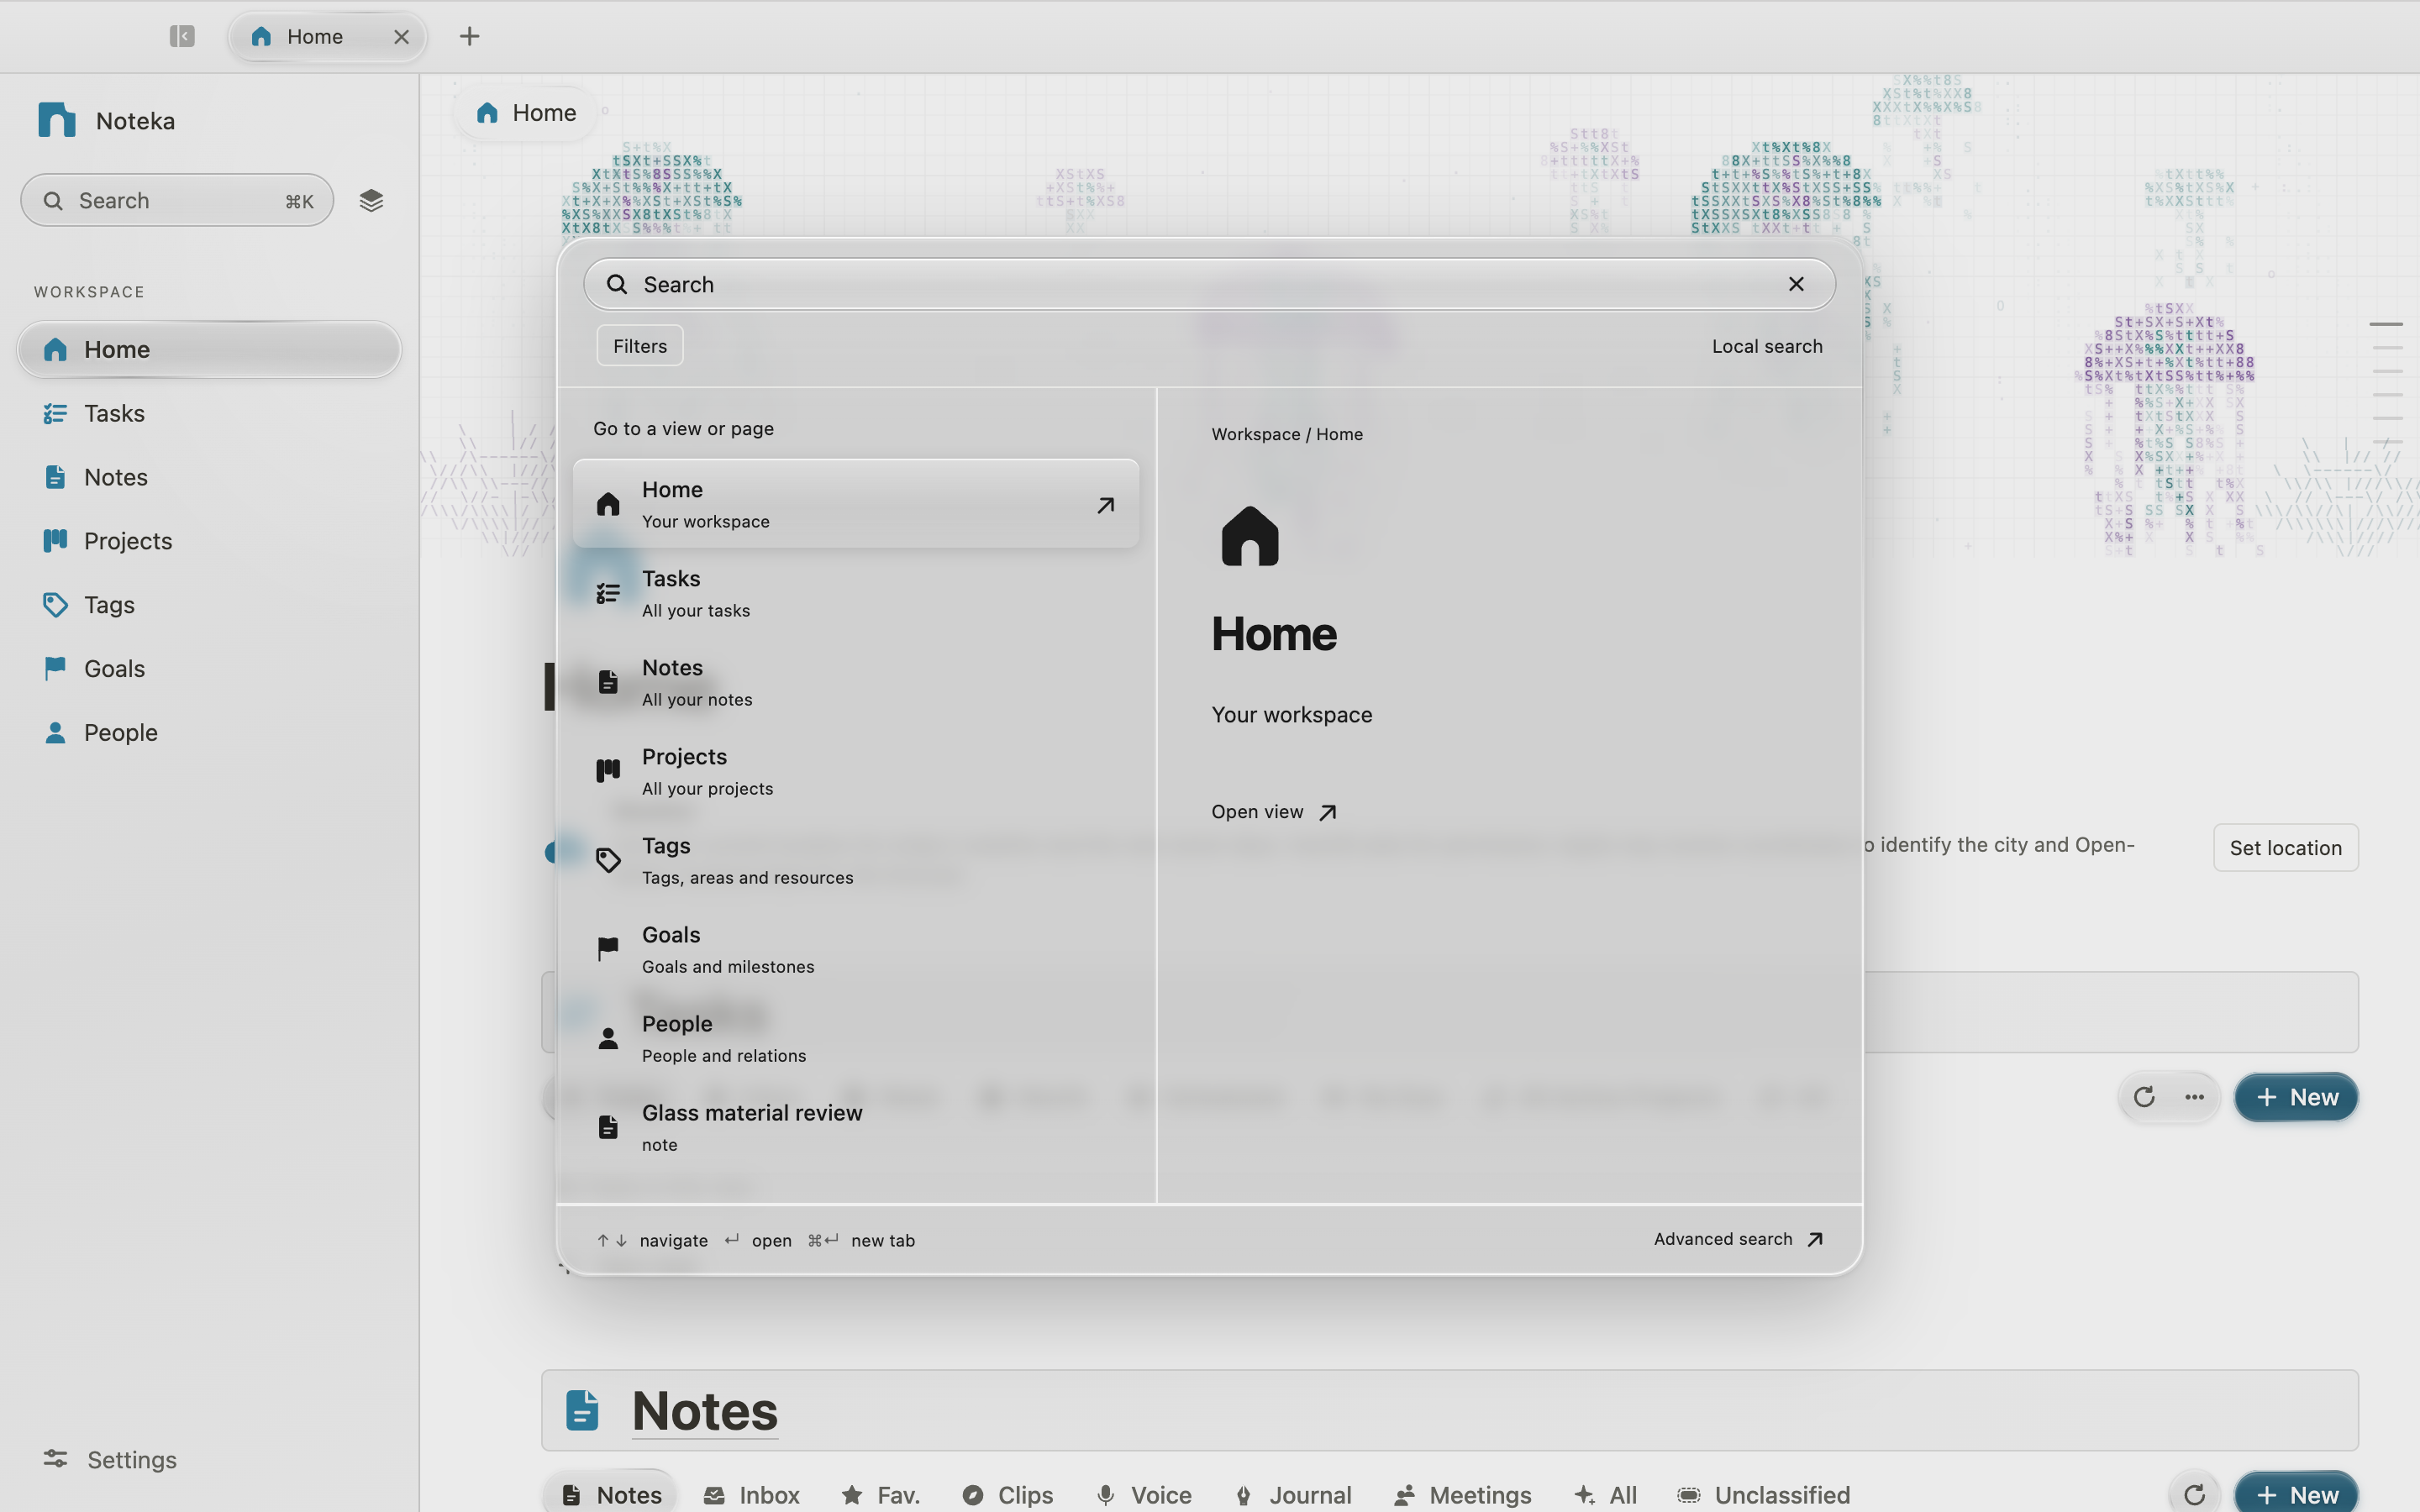 Home
Noteka
Search ⌘K
WORKSPACE
Home
Tasks
Notes
Projects
Tags
Goals
People
Settings
Home
Search
Filters
Local search
Go to a view or page
Home
Your workspace
Tasks
All your tasks
Notes
All your notes
Projects
All your projects
Tags
Tags, areas and resources
Goals
Goals and milestones
People
People and relations
Glass material review
note
Workspace / Home
Home
Your workspace
Open view
↑ ↓ navigate ↵ open ⌘↵ new tab
Advanced search
identify the city and Open-
Set location
New
Notes
Notes Inbox Fav. Clips Voice Journal Meetings All Unclassified
New